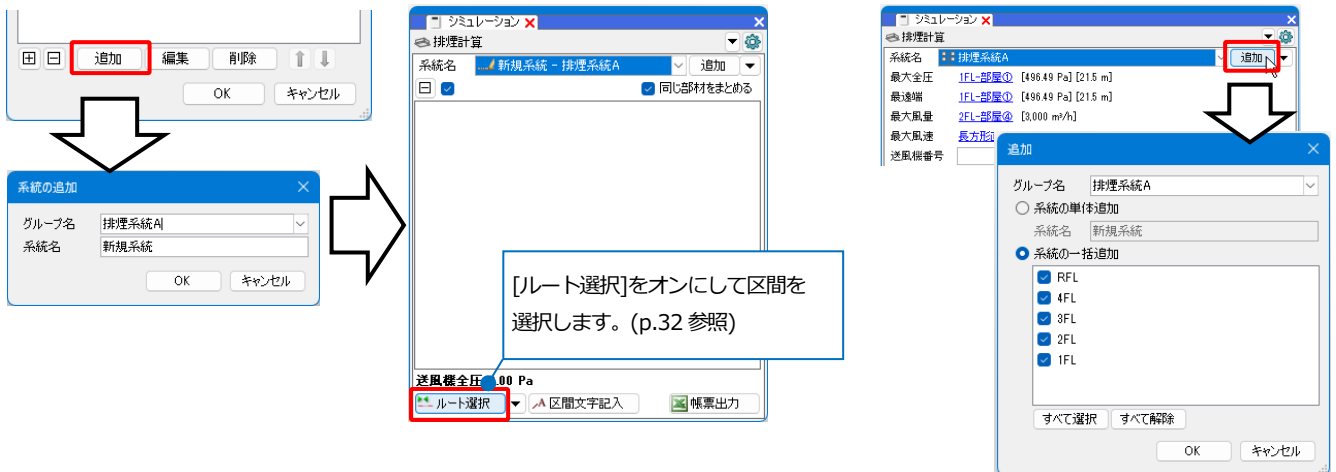 追加
編集
削除
OK
キャンセル
系統の追加
グループ名
排煙系統A
系統名
新規系統
OK
キャンセル
シミュレーション
排煙計算
系統名
新規系統 - 排煙系統A
追加
同じ部材をまとめる
[ルート選択]をオンにして区間を
選択します。(p.32 参照)
送風機全圧 .00 Pa
ルート選択
区間文字記入
帳票出力
シミュレーション
排煙計算
系統名
排煙系統A
追加
最大全圧 1FL-部屋① [496.49 Pa] [21.5 m]
最遠端 1FL-部屋① [496.49 Pa] [21.5 m]
最大風量 2FL-部屋④ [3,000 m³/h]
最大風速 長方形
送風機番号
追加
グループ名
排煙系統A
系統の単体追加
系統名
新規系統
系統の一括追加
RFL
4FL
3FL
2FL
1FL
すべて選択
すべて解除
OK
キャンセル